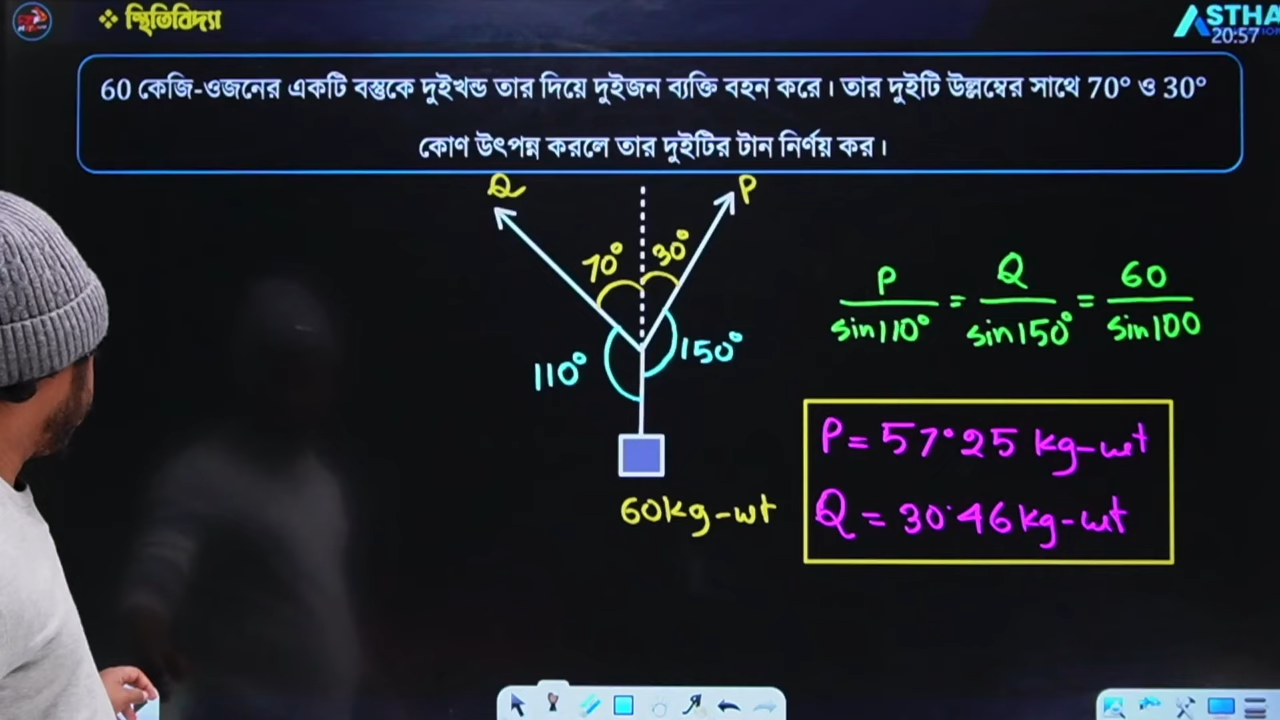 ❖ স্থিতিবিদ্যা
ASTHA
20:57
60 কেজি-ওজনের একটি বস্তুকে দুইখন্ড তার দিয়ে দুইজন ব্যক্তি বহন করে। তার দুইটি উল্লম্বের সাথে 70° ও 30°
কোণ উৎপন্ন করলে তার দুইটির টান নির্ণয় কর।
Q
P
70°
30°
110°
150°
60kg-wt
P/sin110° = Q/sin150° = 60/sin100
P = 57.25 kg-wt
Q = 30.46 kg-wt